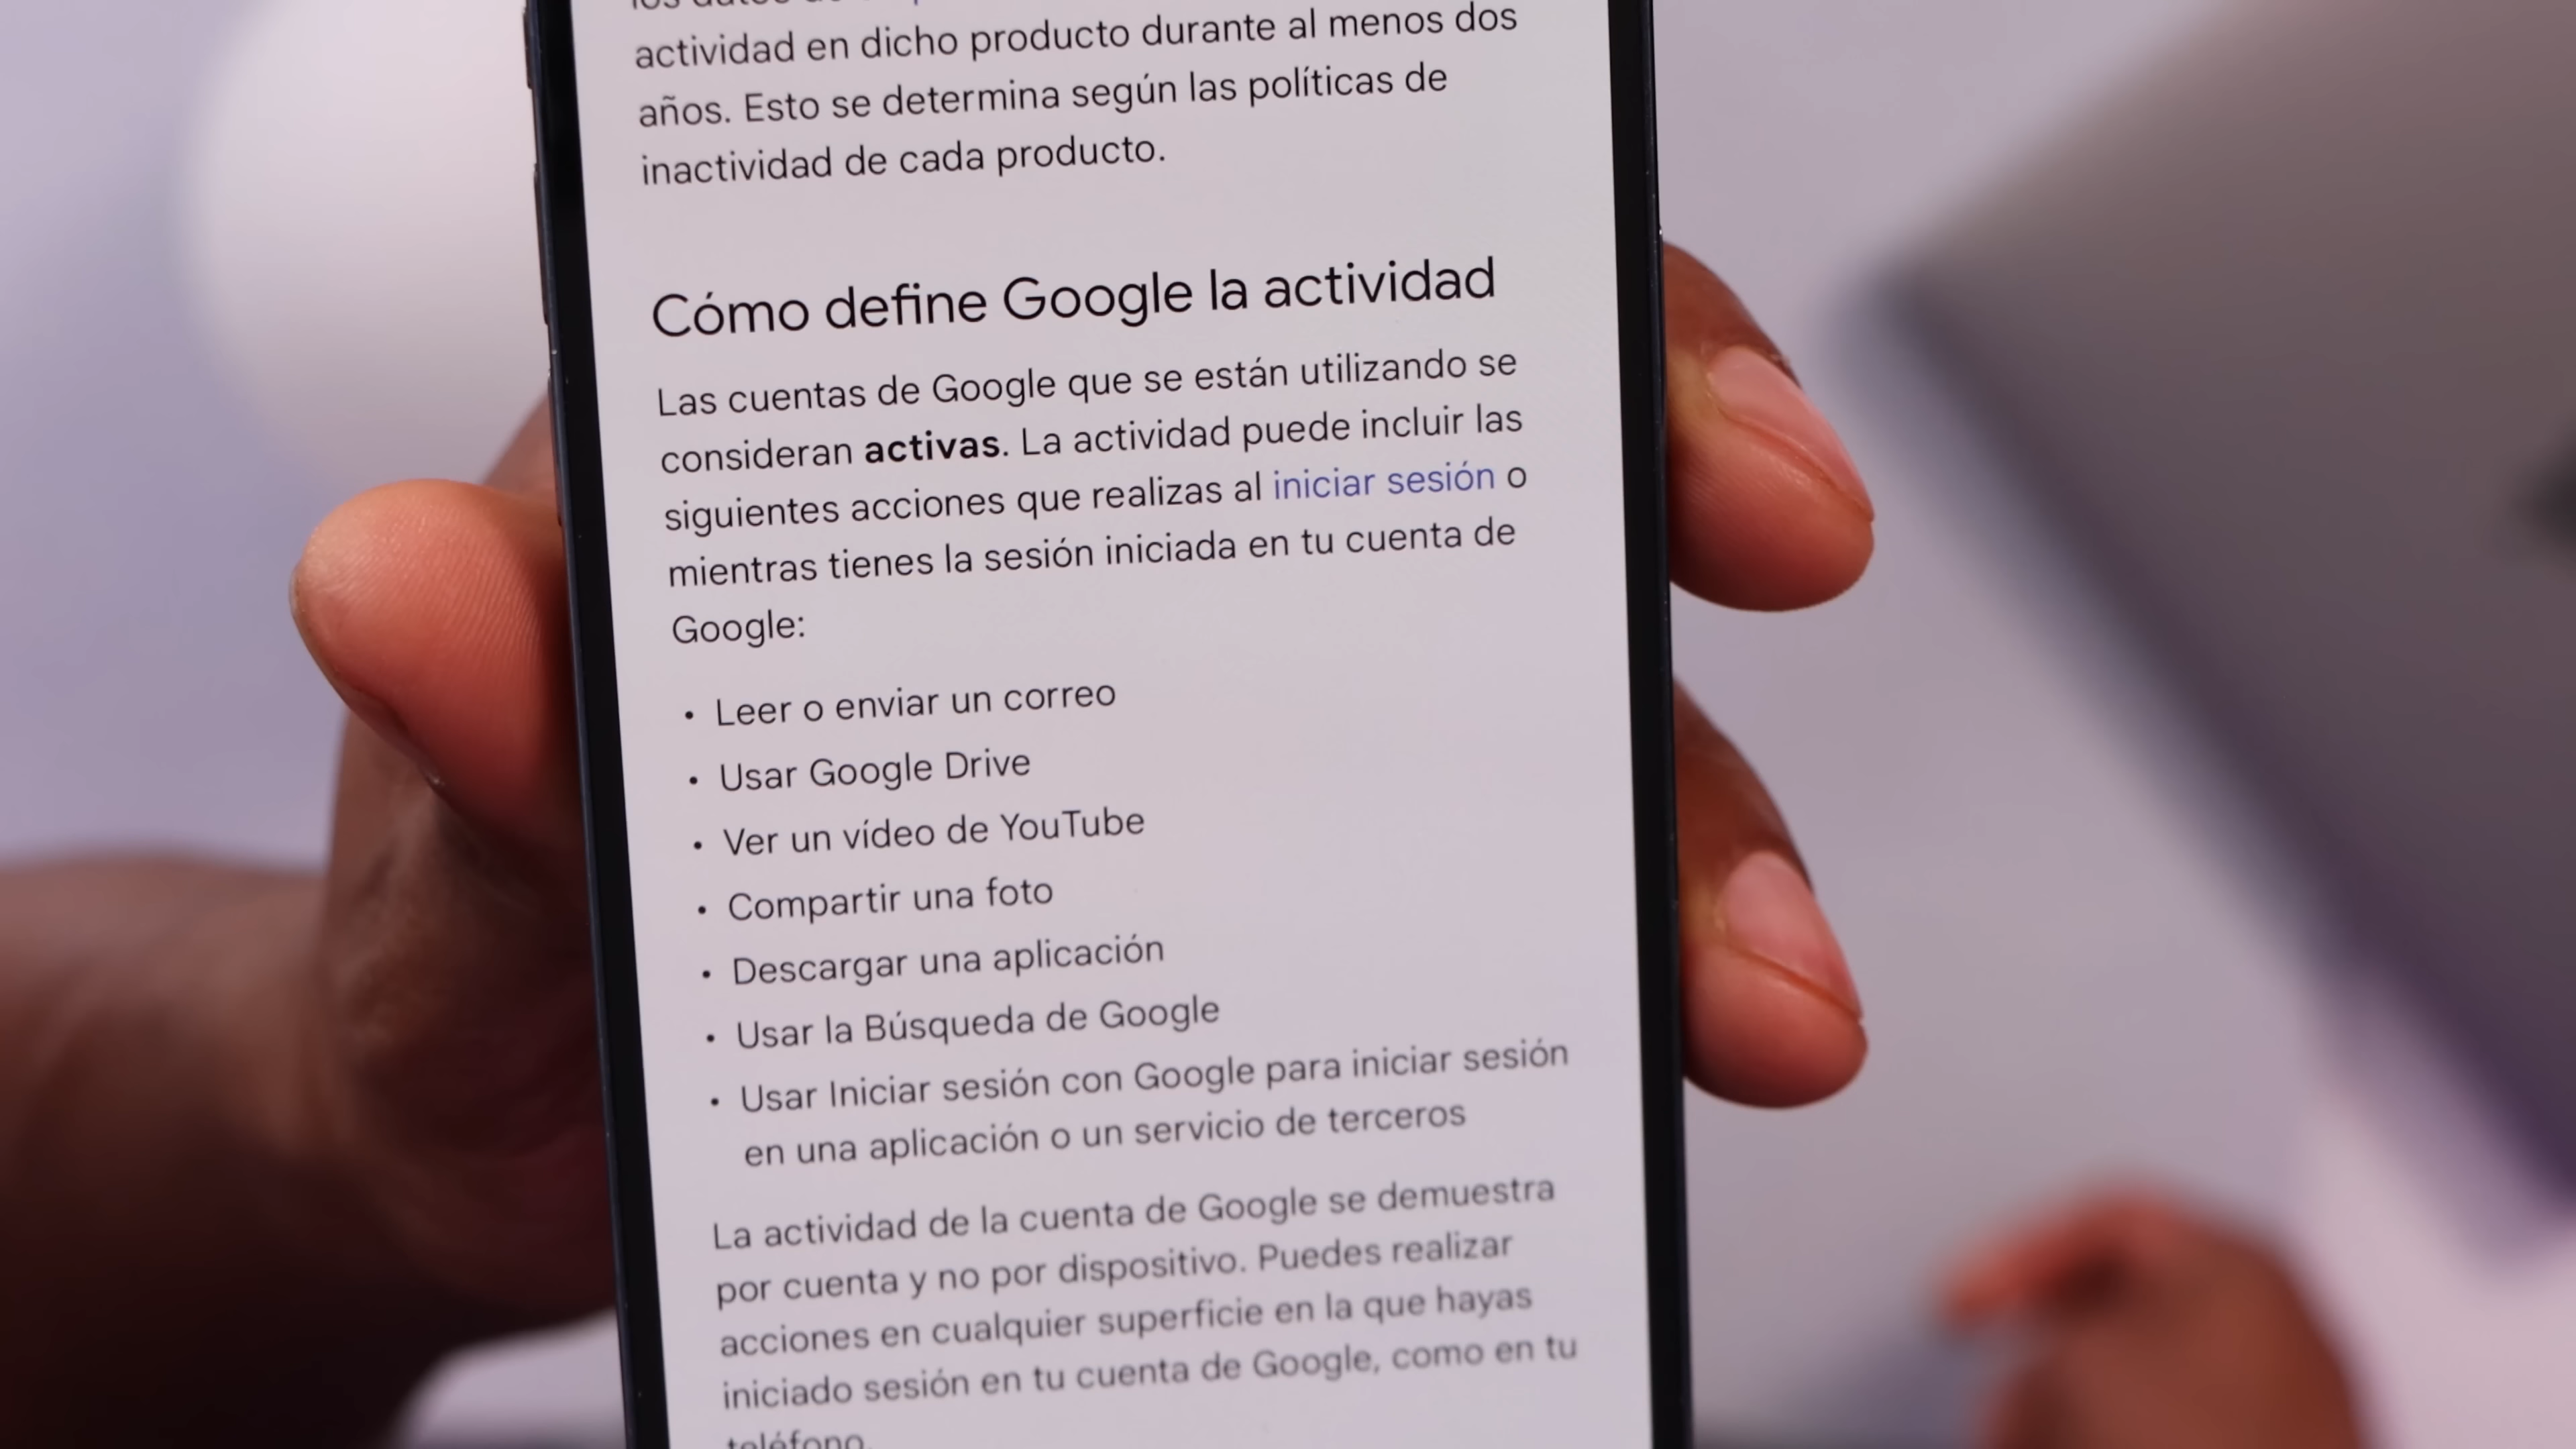 los datos de
actividad en dicho producto durante al menos dos
años. Esto se determina según las políticas de
inactividad de cada producto.
Cómo define Google la actividad
Las cuentas de Google que se están utilizando se
consideran activas. La actividad puede incluir las
siguientes acciones que realizas al iniciar sesión o
mientras tienes la sesión iniciada en tu cuenta de
Google:
• Leer o enviar un correo
• Usar Google Drive
• Ver un vídeo de YouTube
• Compartir una foto
• Descargar una aplicación
• Usar la Búsqueda de Google
• Usar Iniciar sesión con Google para iniciar sesión
en una aplicación o un servicio de terceros
La actividad de la cuenta de Google se demuestra
por cuenta y no por dispositivo. Puedes realizar
acciones en cualquier superficie en la que hayas
iniciado sesión en tu cuenta de Google, como en tu
teléfono.